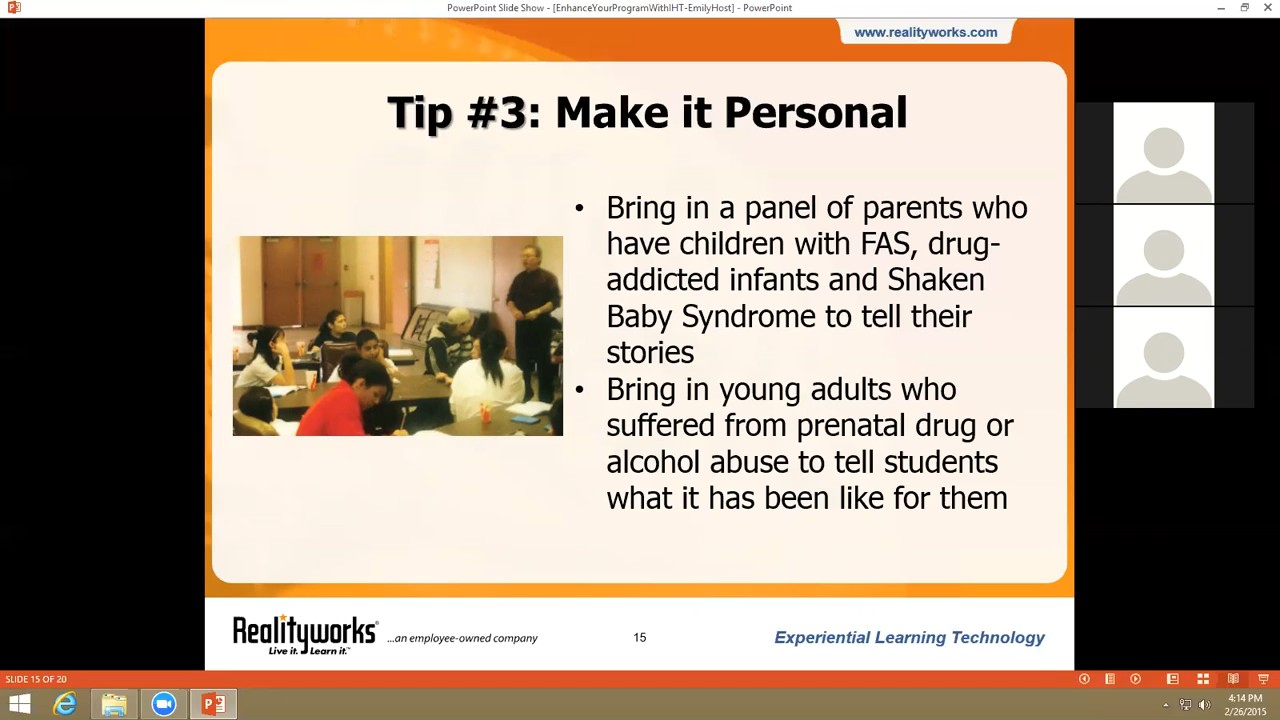 PowerPoint Slide Show - [EnhanceYourProgramWithIHT-EmilyHost] - PowerPoint
www.realityworks.com
Tip #3: Make it Personal
• Bring in a panel of parents who
have children with FAS, drug-
addicted infants and Shaken
Baby Syndrome to tell their
stories
• Bring in young adults who
suffered from prenatal drug or
alcohol abuse to tell students
what it has been like for them
Realityworks®
Live it. Learn it.™
...an employee-owned company
15
Experiential Learning Technology
SLIDE 15 OF 20
4:14 PM
2/26/2015